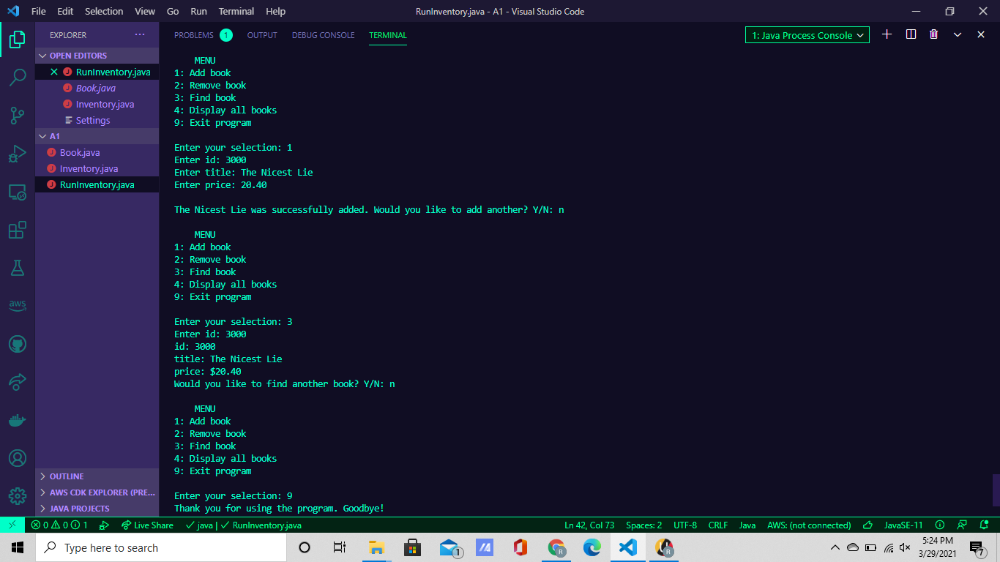 File Edit Selection View Go Run Terminal Help RunInventory.java - A1 - Visual Studio Code
EXPLORER ···
PROBLEMS 1 OUTPUT DEBUG CONSOLE TERMINAL 1: Java Process Console
OPEN EDITORS
RunInventory.java
Book.java
Inventory.java
Settings
A1
Book.java
Inventory.java
RunInventory.java
aws
OUTLINE
AWS CDK EXPLORER (PRE...
JAVA PROJECTS
MENU
1: Add book
2: Remove book
3: Find book
4: Display all books
9: Exit program
Enter your selection: 1
Enter id: 3000
Enter title: The Nicest Lie
Enter price: 20.40
The Nicest Lie was successfully added. Would you like to add another? Y/N: n
MENU
1: Add book
2: Remove book
3: Find book
4: Display all books
9: Exit program
Enter your selection: 3
Enter id: 3000
id: 3000
title: The Nicest Lie
price: $20.40
Would you like to find another book? Y/N: n
MENU
1: Add book
2: Remove book
3: Find book
4: Display all books
9: Exit program
Enter your selection: 9
Thank you for using the program. Goodbye!
0 0 1 Live Share java | RunInventory.java Ln 42, Col 73 Spaces: 2 UTF-8 CRLF Java AWS: (not connected) JavaSE-11
Type here to search 1 R R 5:24 PM 7
3/29/2021